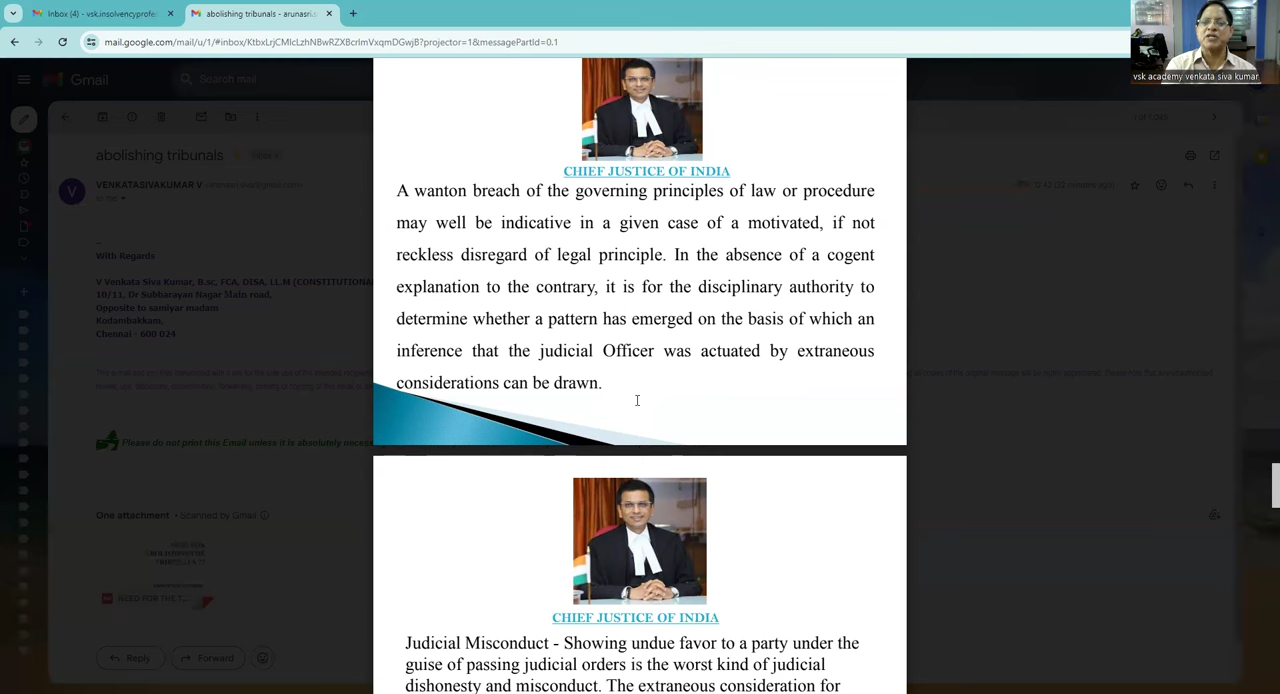 Inbox (4) - vsk.insolvencyprofe
abolishing tribunals - arunasri
mail.google.com/mail/u/1/#inbox/KtbxLrjCMlcLzhNBwRZXBcrlmVxqmDGwjB?projector=1&messagePartId=0.1
vsk academy venkata siva kumar
Gmail
Search mail
abolishing tribunals
VENKATASIVAKUMAR V
to me
--
With Regards
V Venkata Siva Kumar, B.sc, FCA, DISA, LL.M (CONSTITUTIONA
10/11, Dr Subbarayan Nagar Main road,
Opposite to samiyar madam
Kodambakkam,
Chennai - 600 024
Please do not print this Email unless it is absolutely neces
One attachment • Scanned by Gmail
Reply
Forward
CHIEF JUSTICE OF INDIA
A wanton breach of the governing principles of law or procedure
may well be indicative in a given case of a motivated, if not
reckless disregard of legal principle. In the absence of a cogent
explanation to the contrary, it is for the disciplinary authority to
determine whether a pattern has emerged on the basis of which an
inference that the judicial Officer was actuated by extraneous
considerations can be drawn.
CHIEF JUSTICE OF INDIA
Judicial Misconduct - Showing undue favor to a party under the
guise of passing judicial orders is the worst kind of judicial
dishonesty and misconduct. The extraneous consideration for